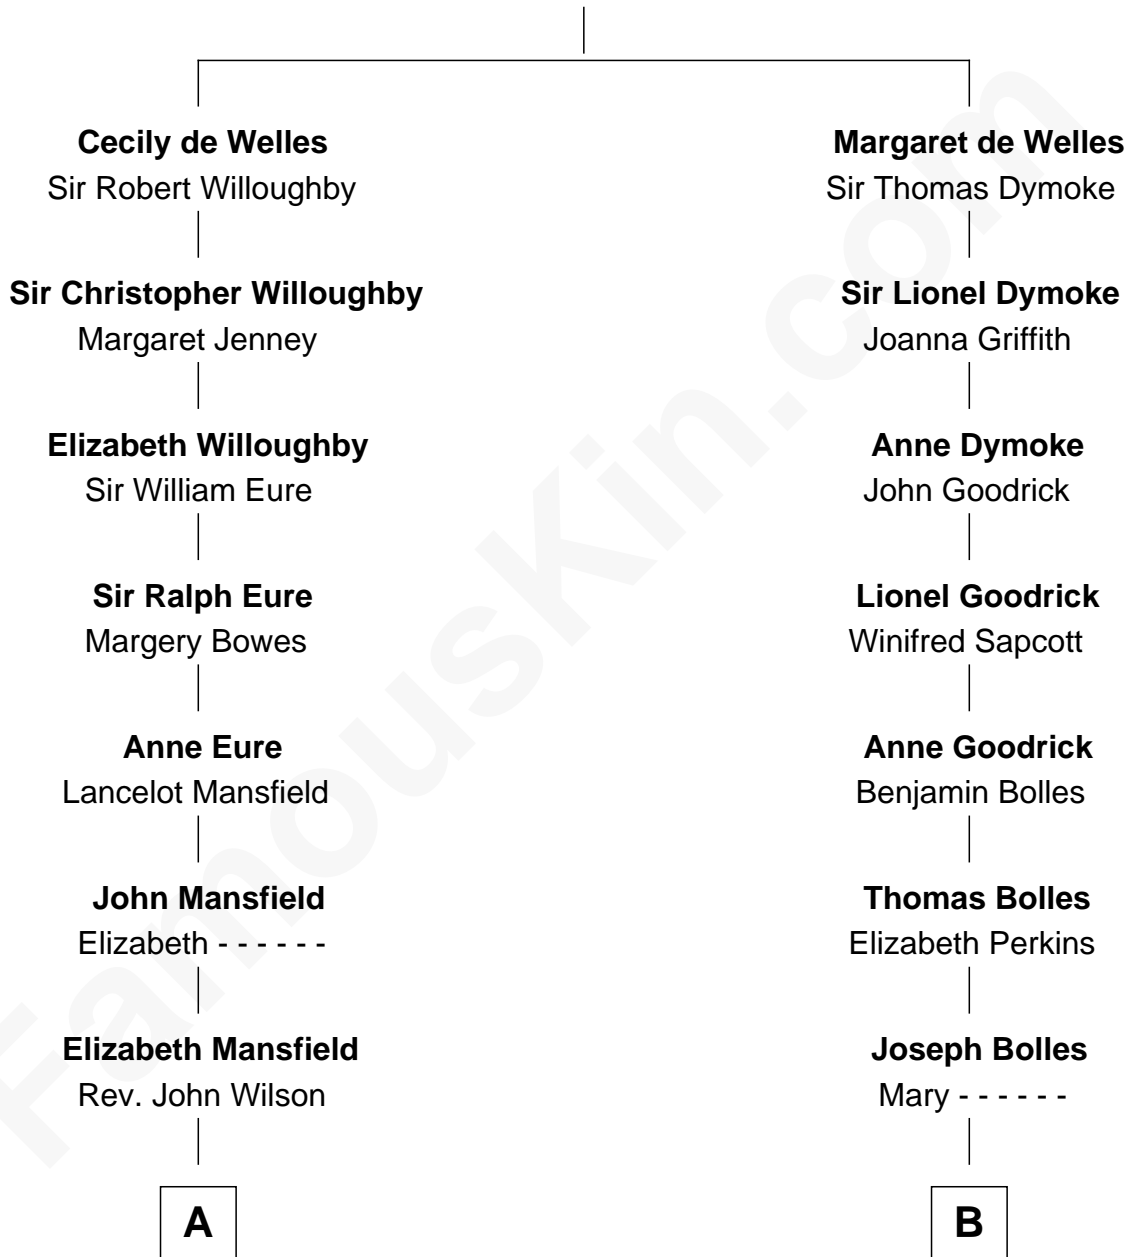 Cecily de Welles
Sir Robert Willoughby
Sir Christopher Willoughby
Margaret Jenney
Elizabeth Willoughby
Sir William Eure
Sir Ralph Eure
Margery Bowes
Anne Eure
Lancelot Mansfield
John Mansfield
Elizabeth - - - - - -
Elizabeth Mansfield
Rev. John Wilson
A
Margaret de Welles
Sir Thomas Dymoke
Sir Lionel Dymoke
Joanna Griffith
Anne Dymoke
John Goodrick
Lionel Goodrick
Winifred Sapcott
Anne Goodrick
Benjamin Bolles
Thomas Bolles
Elizabeth Perkins
Joseph Bolles
Mary - - - - - -
B
FamousKin.com